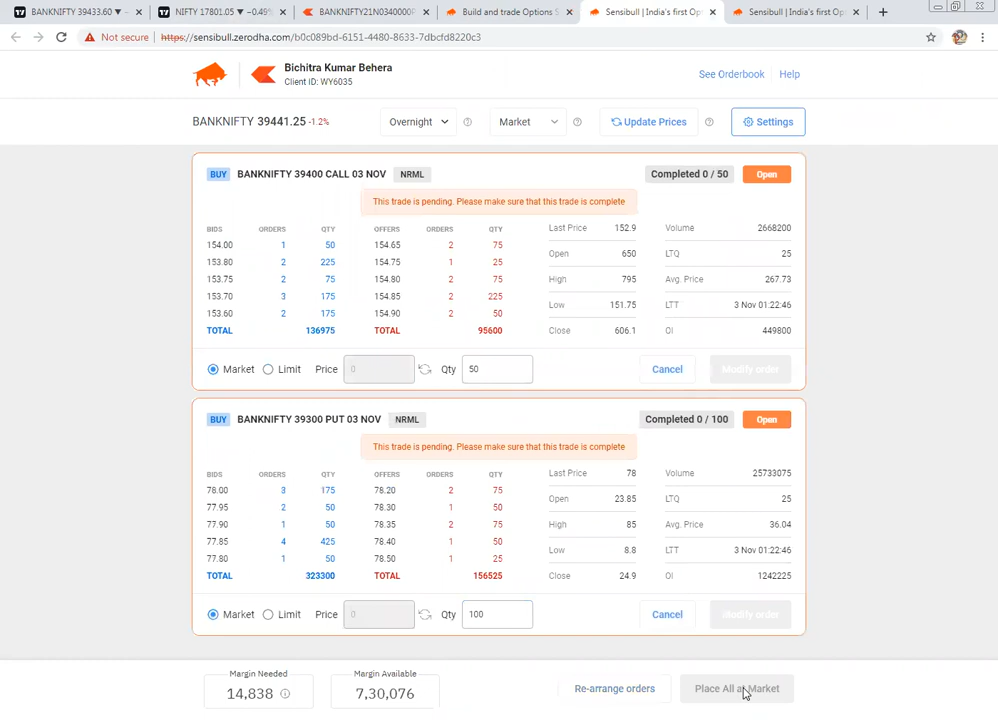 BANKNIFTY 39433.60 ▼ -
NIFTY 17801.05 ▼ −0.49%
BANKNIFTY21N0340000P
Build and trade Options S
Sensibull | India's first Op
Sensibull | India's first Op
Not secure | https://sensibull.zerodha.com/b0c089bd-6151-4480-8633-7dbcfd8220c3
Bichitra Kumar Behera
Client ID: WY6035
See Orderbook Help
BANKNIFTY 39441.25 -1.2% Overnight Market Update Prices Settings
BUY BANKNIFTY 39400 CALL 03 NOV NRML Completed 0 / 50 Open
This trade is pending. Please make sure that this trade is complete
BIDS ORDERS QTY OFFERS ORDERS QTY Last Price 152.9 Volume 2668200
154.00 1 50 154.65 2 75
153.80 2 225 154.75 1 25 Open 650 LTQ 25
153.75 2 75 154.80 2 75 High 795 Avg. Price 267.73
153.70 3 175 154.85 2 225 Low 151.75 LTT 3 Nov 01:22:46
153.60 2 175 154.90 2 50
TOTAL 136975 TOTAL 95600 Close 606.1 OI 449800
Market Limit Price 0 Qty 50 Cancel Modify order
BUY BANKNIFTY 39300 PUT 03 NOV NRML Completed 0 / 100 Open
This trade is pending. Please make sure that this trade is complete
BIDS ORDERS QTY OFFERS ORDERS QTY Last Price 78 Volume 25733075
78.00 3 175 78.20 2 75
77.95 2 50 78.30 1 50 Open 23.85 LTQ 25
77.90 1 50 78.35 2 75 High 85 Avg. Price 36.04
77.85 4 425 78.40 1 50 Low 8.8 LTT 3 Nov 01:22:46
77.80 1 50 78.50 1 25
TOTAL 323300 TOTAL 156525 Close 24.9 OI 1242225
Market Limit Price 0 Qty 100 Cancel Modify order
Margin Needed Margin Available
14,838 7,30,076 Re-arrange orders Place All at Market